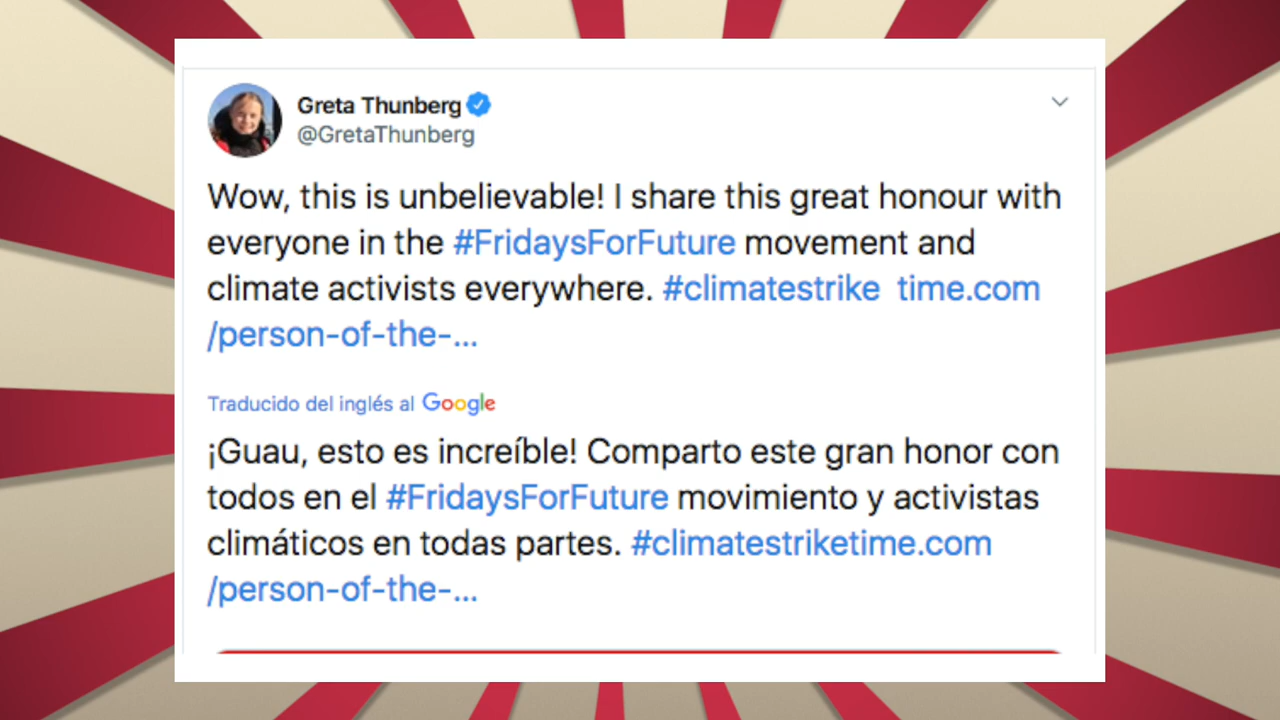 Greta Thunberg
@GretaThunberg
Wow, this is unbelievable! I share this great honour with
everyone in the #FridaysForFuture movement and
climate activists everywhere. #climatestrike time.com
/person-of-the-...
Traducido del inglés al Google
¡Guau, esto es increíble! Comparto este gran honor con
todos en el #FridaysForFuture movimiento y activistas
climáticos en todas partes. #climatestriketime.com
/person-of-the-...